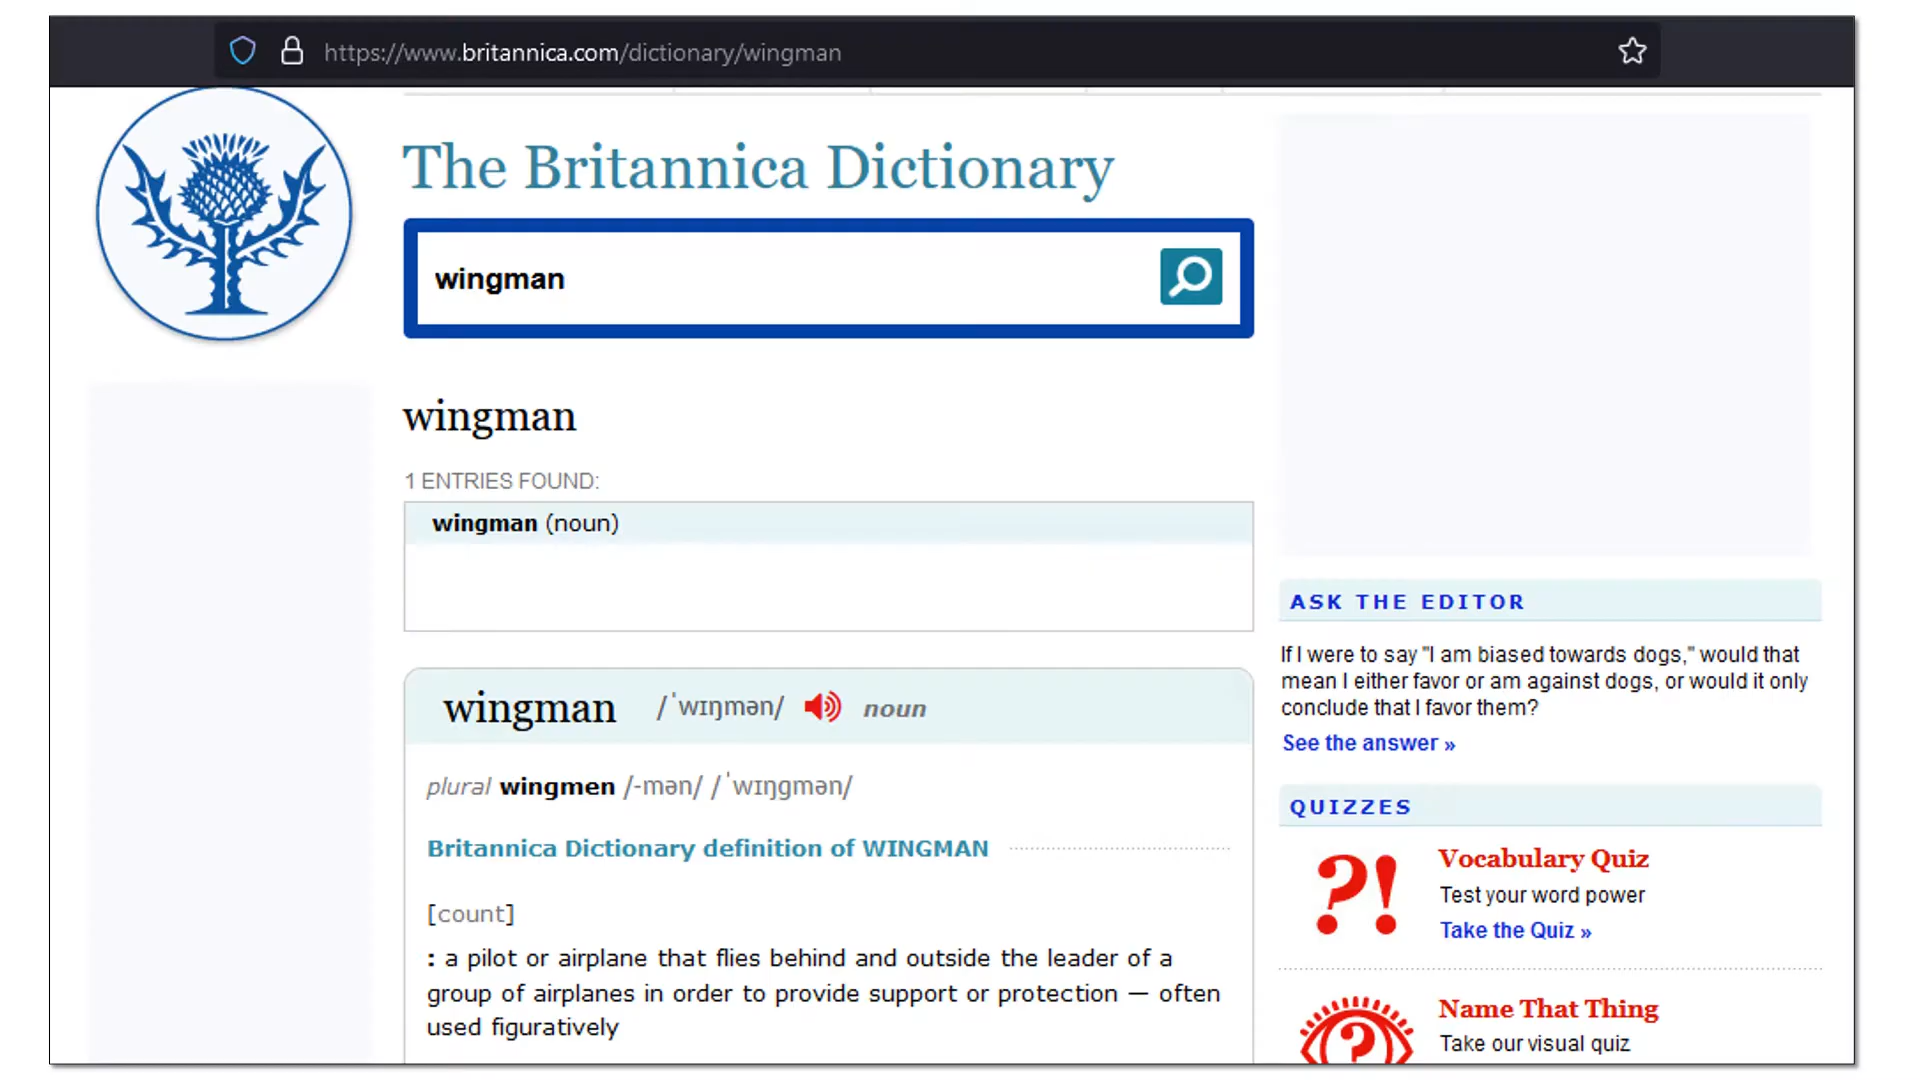 https://www.britannica.com/dictionary/wingman
The Britannica Dictionary
wingman
wingman
1 ENTRIES FOUND:
wingman (noun)
wingman /ˈwɪŋmən/ noun
plural wingmen /-mən/ /ˈwɪŋgmən/
Britannica Dictionary definition of WINGMAN
[count]
: a pilot or airplane that flies behind and outside the leader of a
group of airplanes in order to provide support or protection — often
used figuratively
ASK THE EDITOR
If I were to say "I am biased towards dogs," would that
mean I either favor or am against dogs, or would it only
conclude that I favor them?
See the answer »
QUIZZES
?!
Vocabulary Quiz
Test your word power
Take the Quiz »
?
Name That Thing
Take our visual quiz